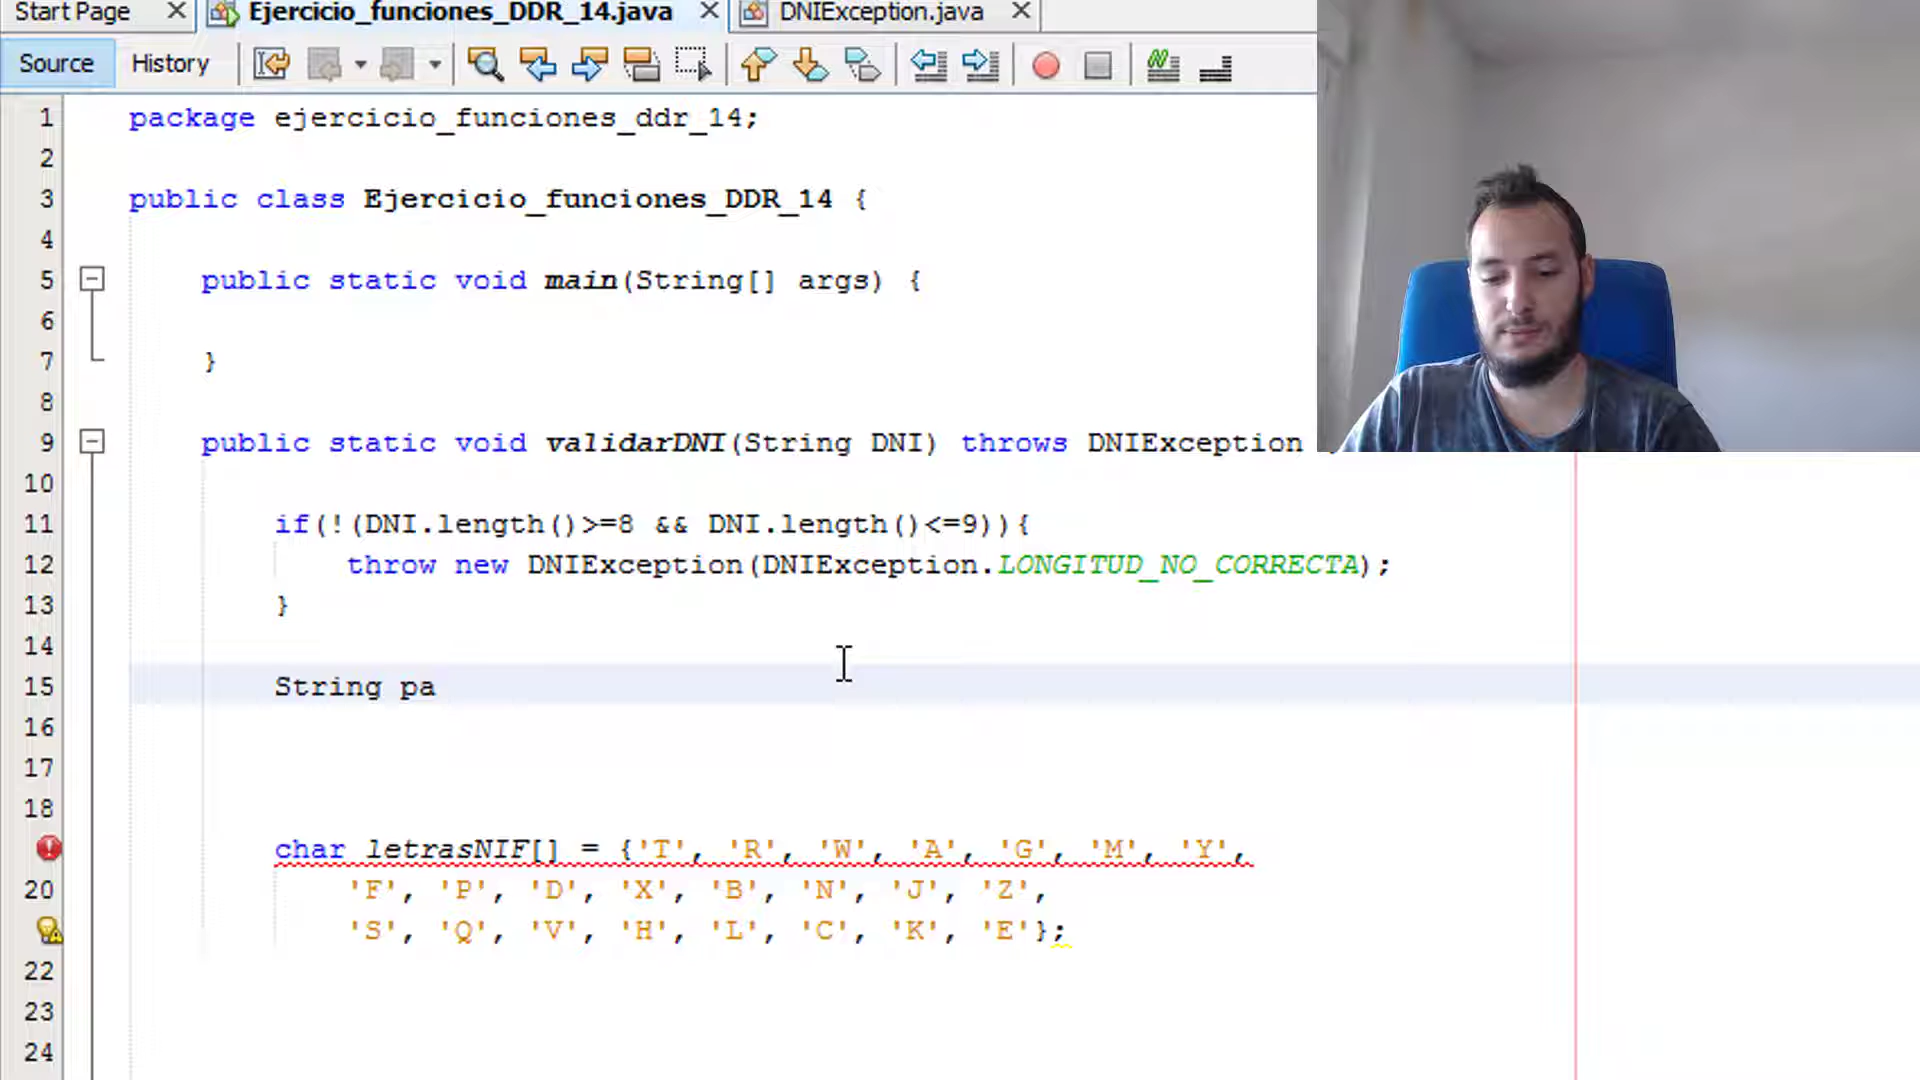 Start Page Ejercicio_funciones_DDR_14.java DNIException.java
Source History
1 package ejercicio_funciones_ddr_14;
2
3 public class Ejercicio_funciones_DDR_14 {
4
5 public static void main(String[] args) {
6
7 }
8
9 public static void validarDNI(String DNI) throws DNIException
10
11 if(!(DNI.length()>=8 && DNI.length()<=9)){
12 throw new DNIException(DNIException.LONGITUD_NO_CORRECTA);
13 }
14
15 String pa
16
17
18
char letrasNIF[] = {'T', 'R', 'W', 'A', 'G', 'M', 'Y',
20 'F', 'P', 'D', 'X', 'B', 'N', 'J', 'Z',
'S', 'Q', 'V', 'H', 'L', 'C', 'K', 'E'};
22
23
24